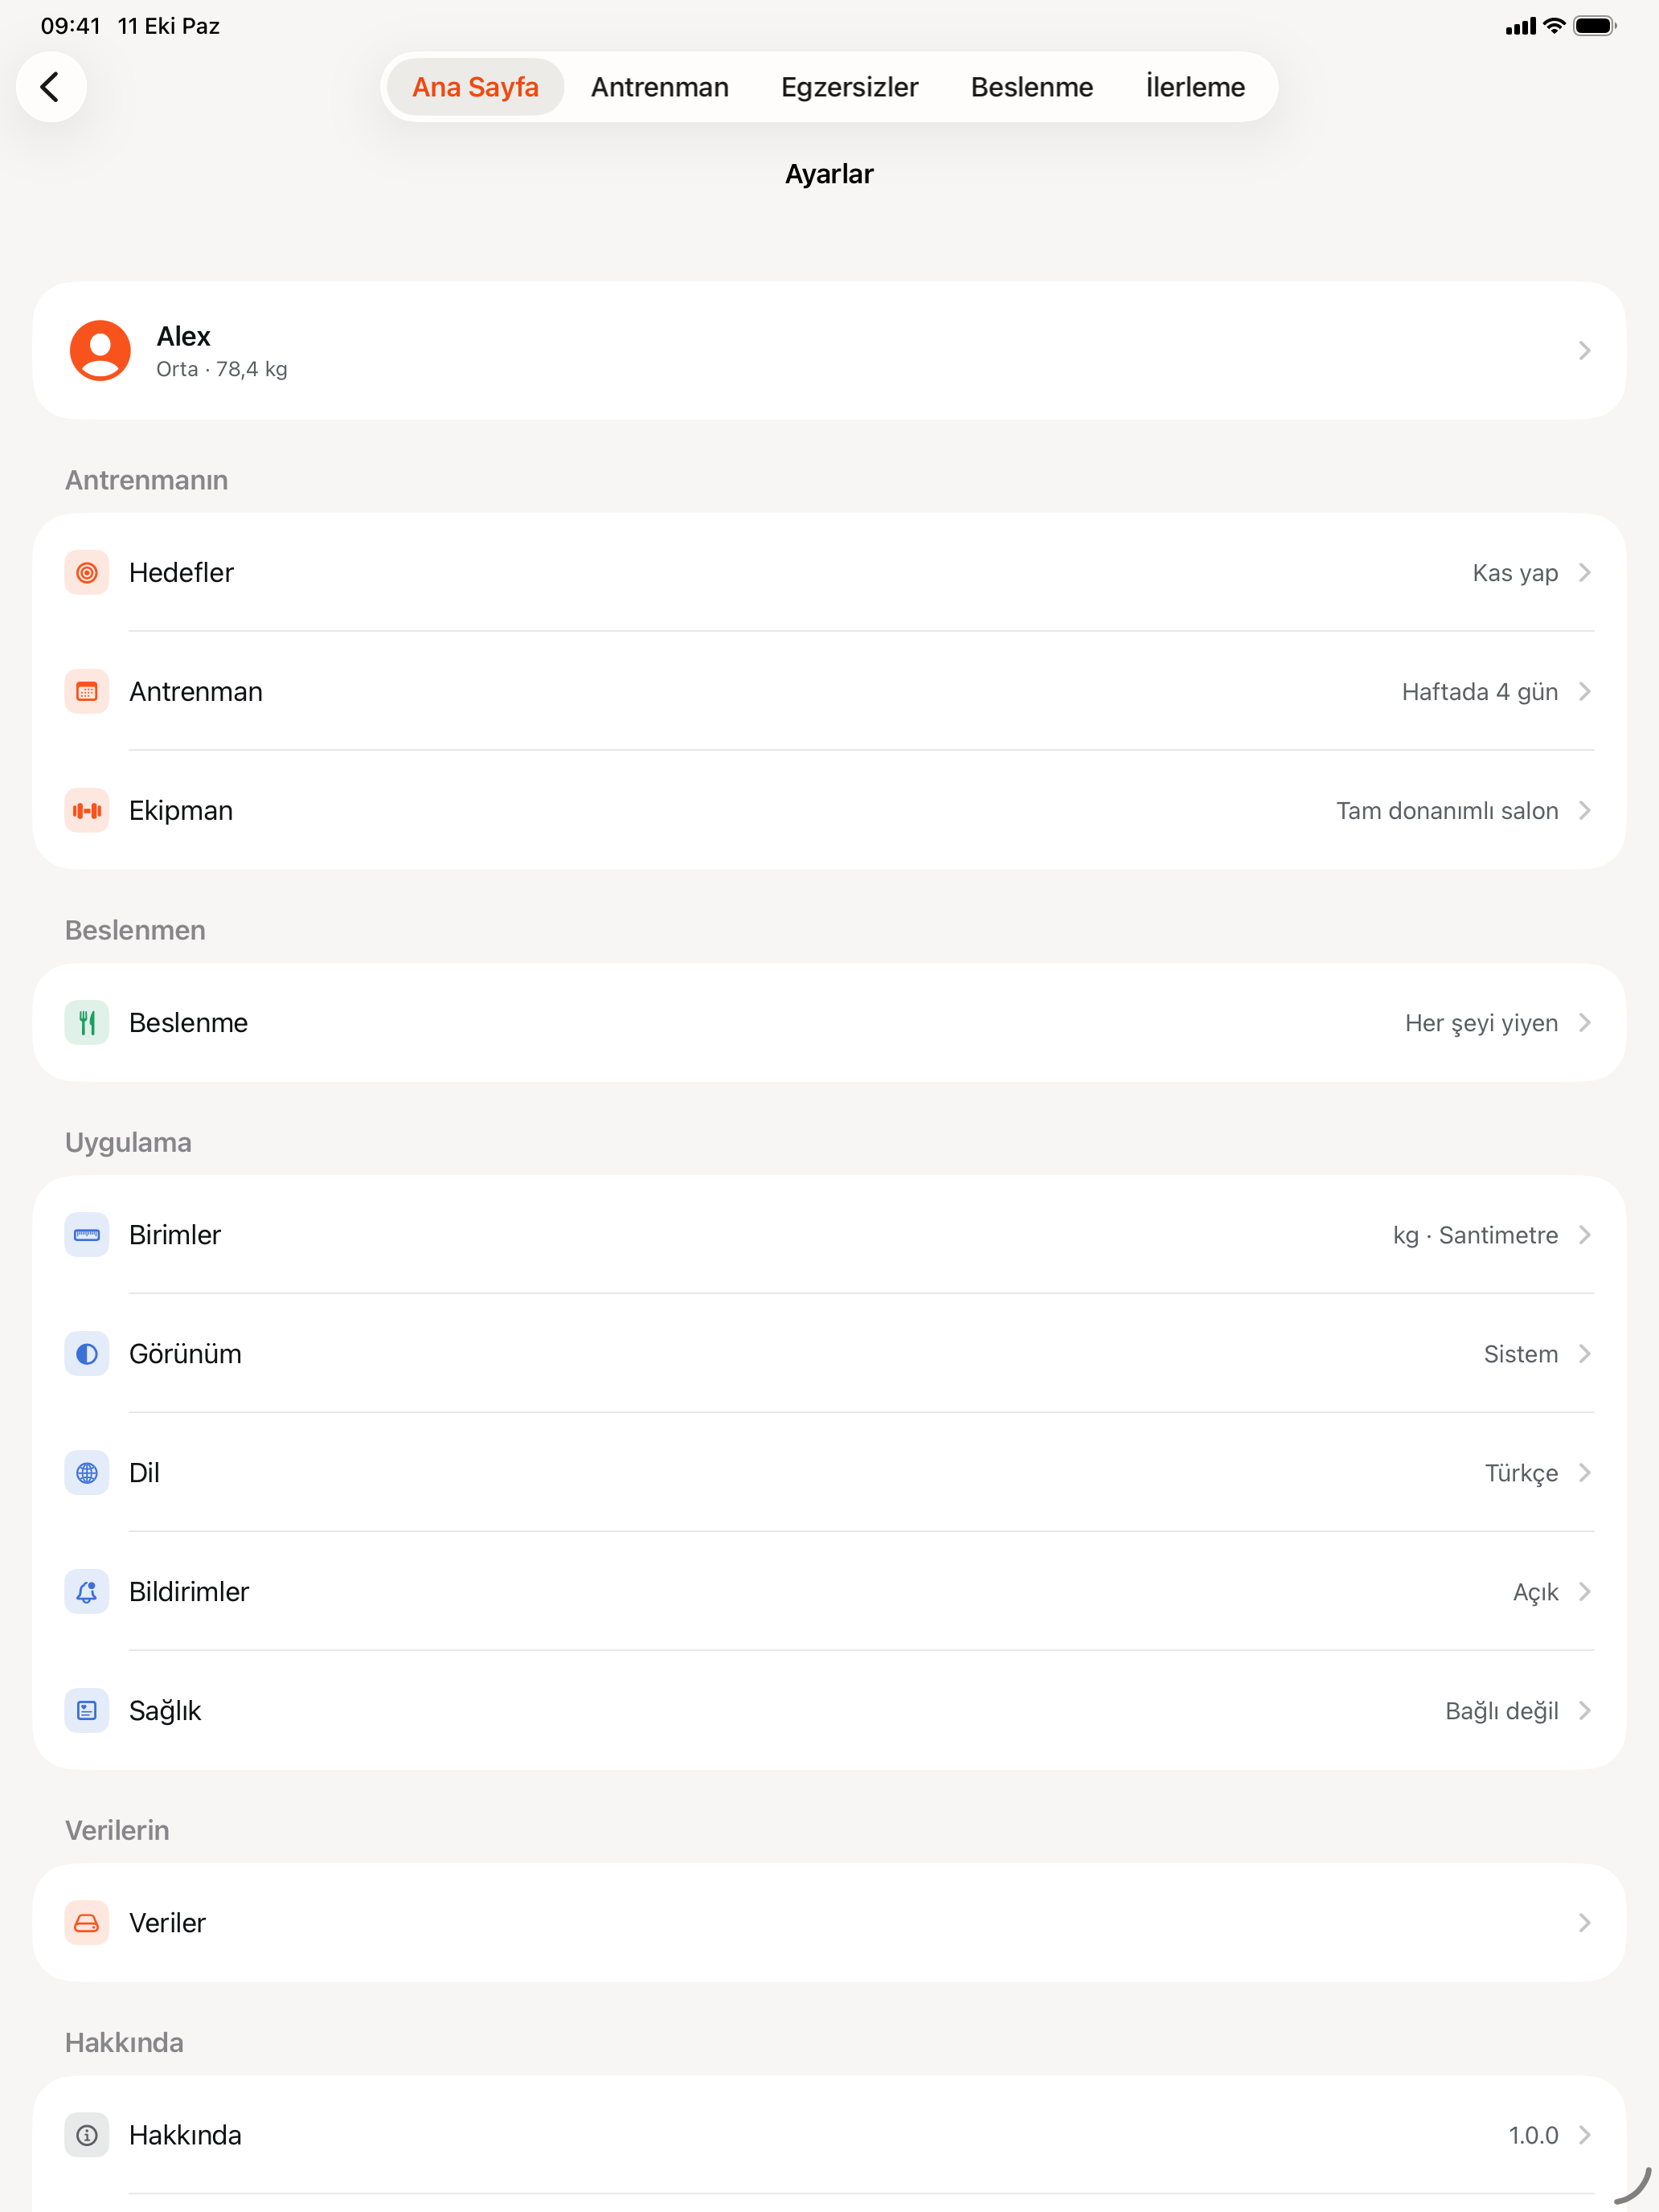 09:41 11 Eki Paz
Ana Sayfa Antrenman Egzersizler Beslenme İlerleme
Ayarlar
Alex
Orta · 78,4 kg
Antrenmanın
Hedefler Kas yap
Antrenman Haftada 4 gün
Ekipman Tam donanımlı salon
Beslenmen
Beslenme Her şeyi yiyen
Uygulama
Birimler kg · Santimetre
Görünüm Sistem
Dil Türkçe
Bildirimler Açık
Sağlık Bağlı değil
Verilerin
Veriler
Hakkında
Hakkında 1.0.0